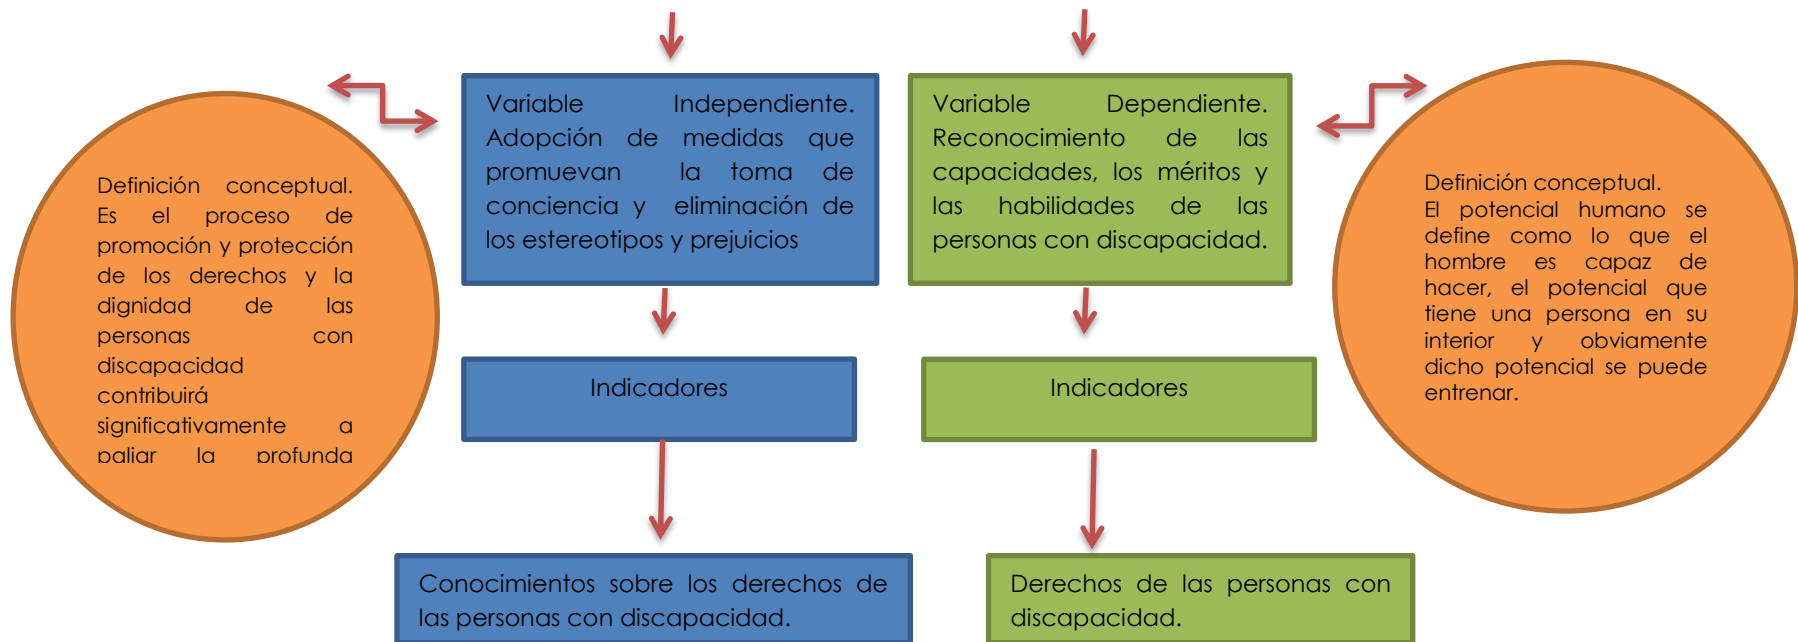 Variable Independiente.
Adopción de medidas que
promuevan la toma de
conciencia y eliminación de
los estereotipos y prejuicios
Variable Dependiente.
Reconocimiento de las
capacidades, los méritos y
las habilidades de las
personas con discapacidad.
Definición conceptual.
Es el proceso de
promoción y protección
de los derechos y la
dignidad de las
personas con
discapacidad
contribuirá
significativamente a
paliar la profunda
Definición conceptual.
El potencial humano se
define como lo que el
hombre es capaz de
hacer, el potencial que
tiene una persona en su
interior y obviamente
dicho potencial se puede
entrenar.
Indicadores
Indicadores
Conocimientos sobre los derechos de
las personas con discapacidad.
Derechos de las personas con
discapacidad.